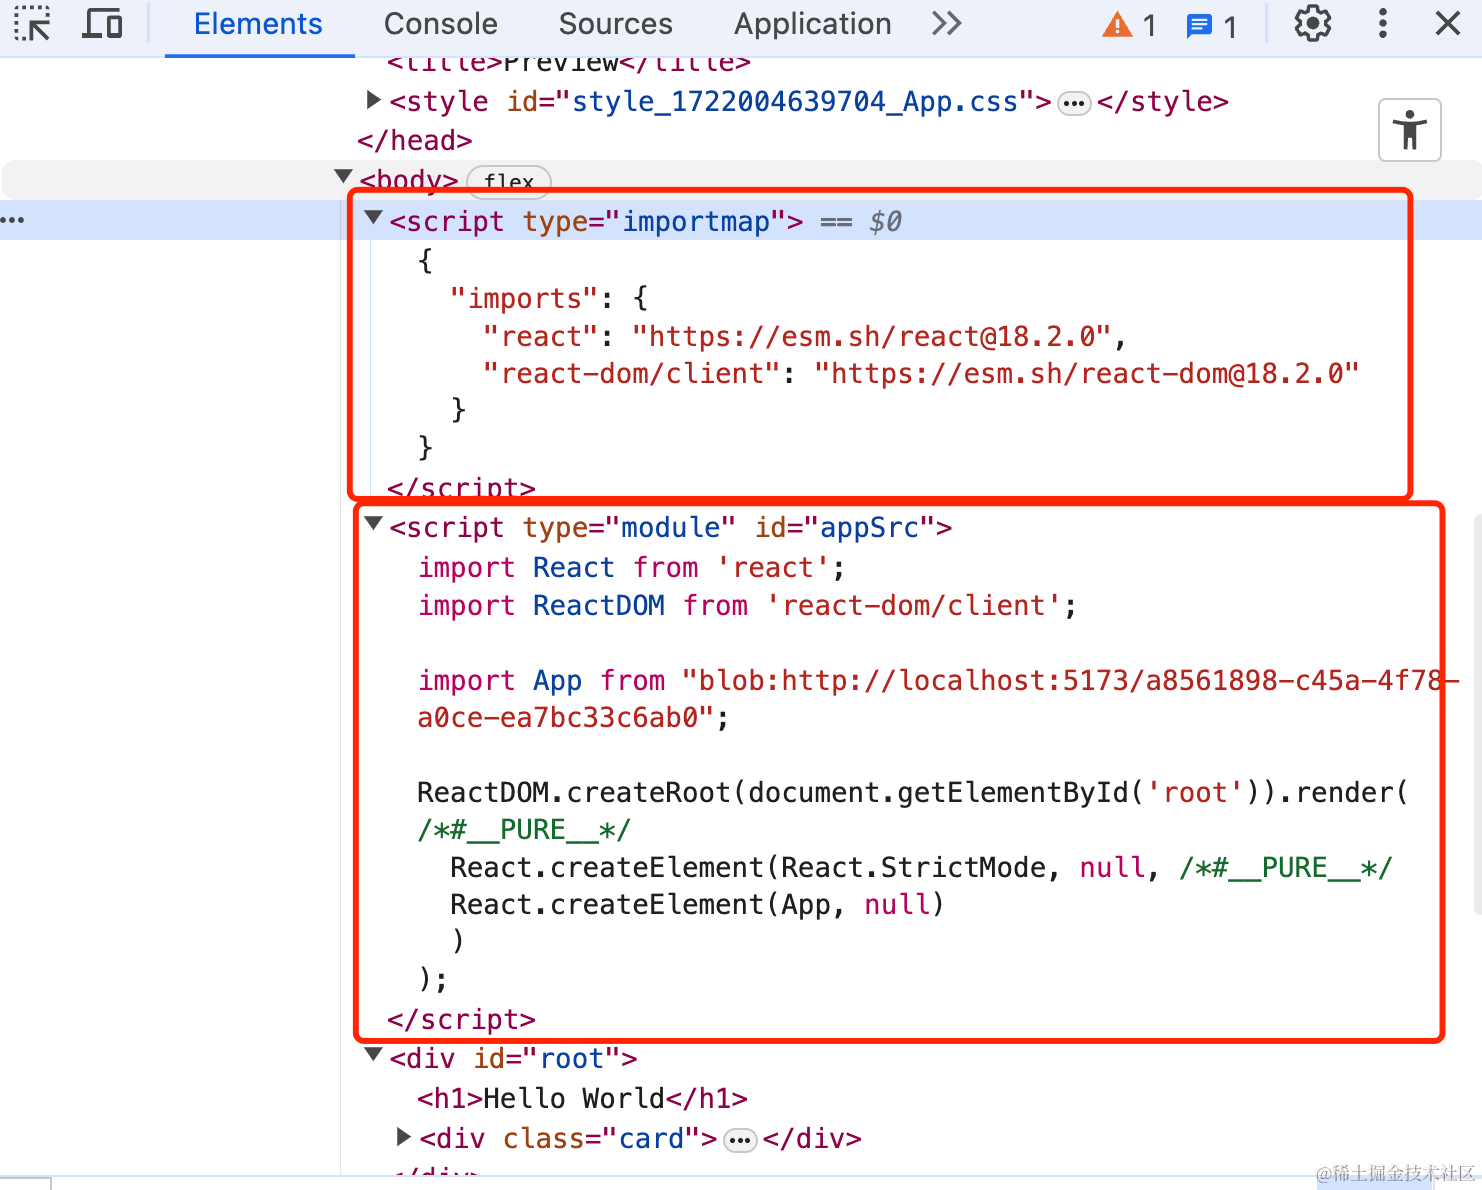 Elements Console Sources Application 1 1
<title>Preview</title>
<style id="style_1722004639704_App.css"> ••• </style>
</head>
<body> flex
••• <script type="importmap"> == $0
{
"imports": {
"react": "https://esm.sh/react@18.2.0",
"react-dom/client": "https://esm.sh/react-dom@18.2.0"
}
}
</script>
<script type="module" id="appSrc">
import React from 'react';
import ReactDOM from 'react-dom/client';
import App from "blob:http://localhost:5173/a8561898-c45a-4f78-
a0ce-ea7bc33c6ab0";
ReactDOM.createRoot(document.getElementById('root')).render(
/*#__PURE__*/
React.createElement(React.StrictMode, null, /*#__PURE__*/
React.createElement(App, null)
)
);
</script>
<div id="root">
<h1>Hello World</h1>
<div class="card"> ••• </div>
</div>
@稀土掘金技术社区